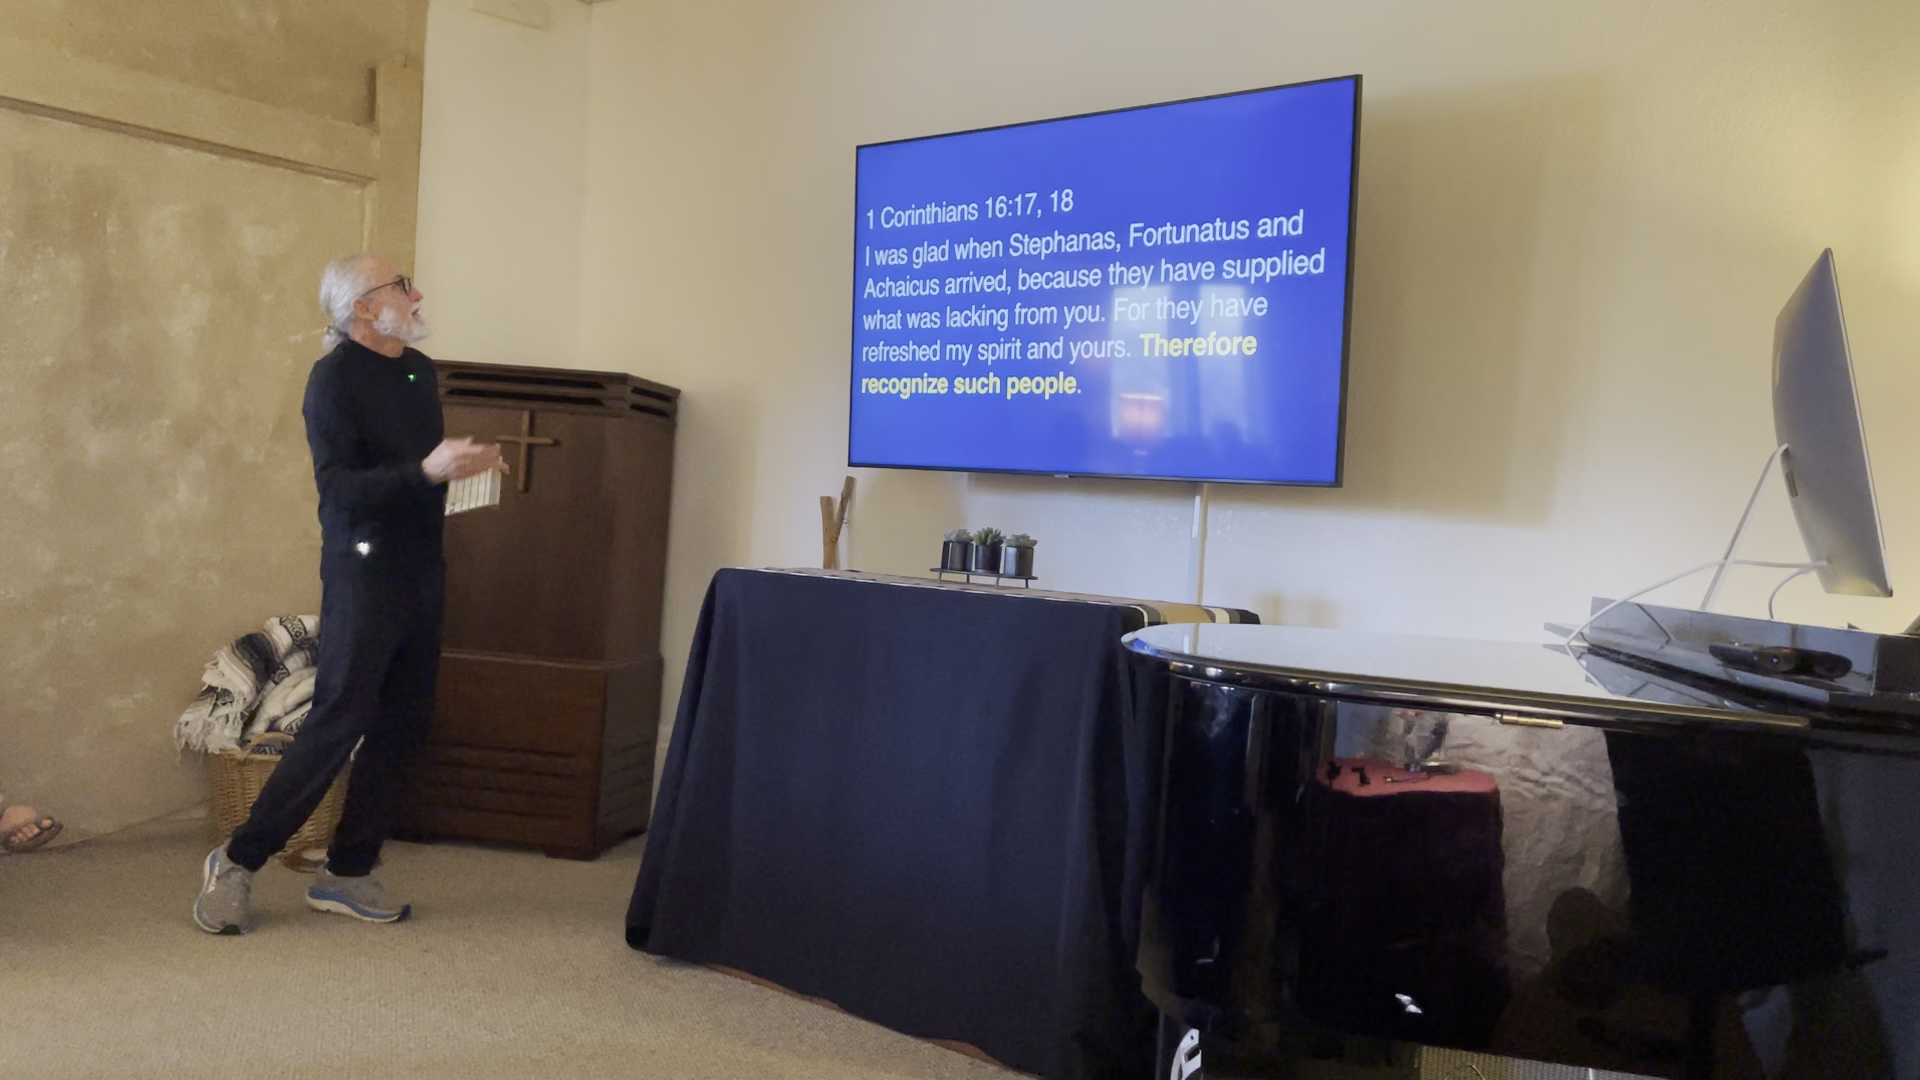 1 Corinthians 16:17, 18
I was glad when Stephanas, Fortunatus and
Achaicus arrived, because they have supplied
what was lacking from you. For they have
refreshed my spirit and yours. Therefore
recognize such people.